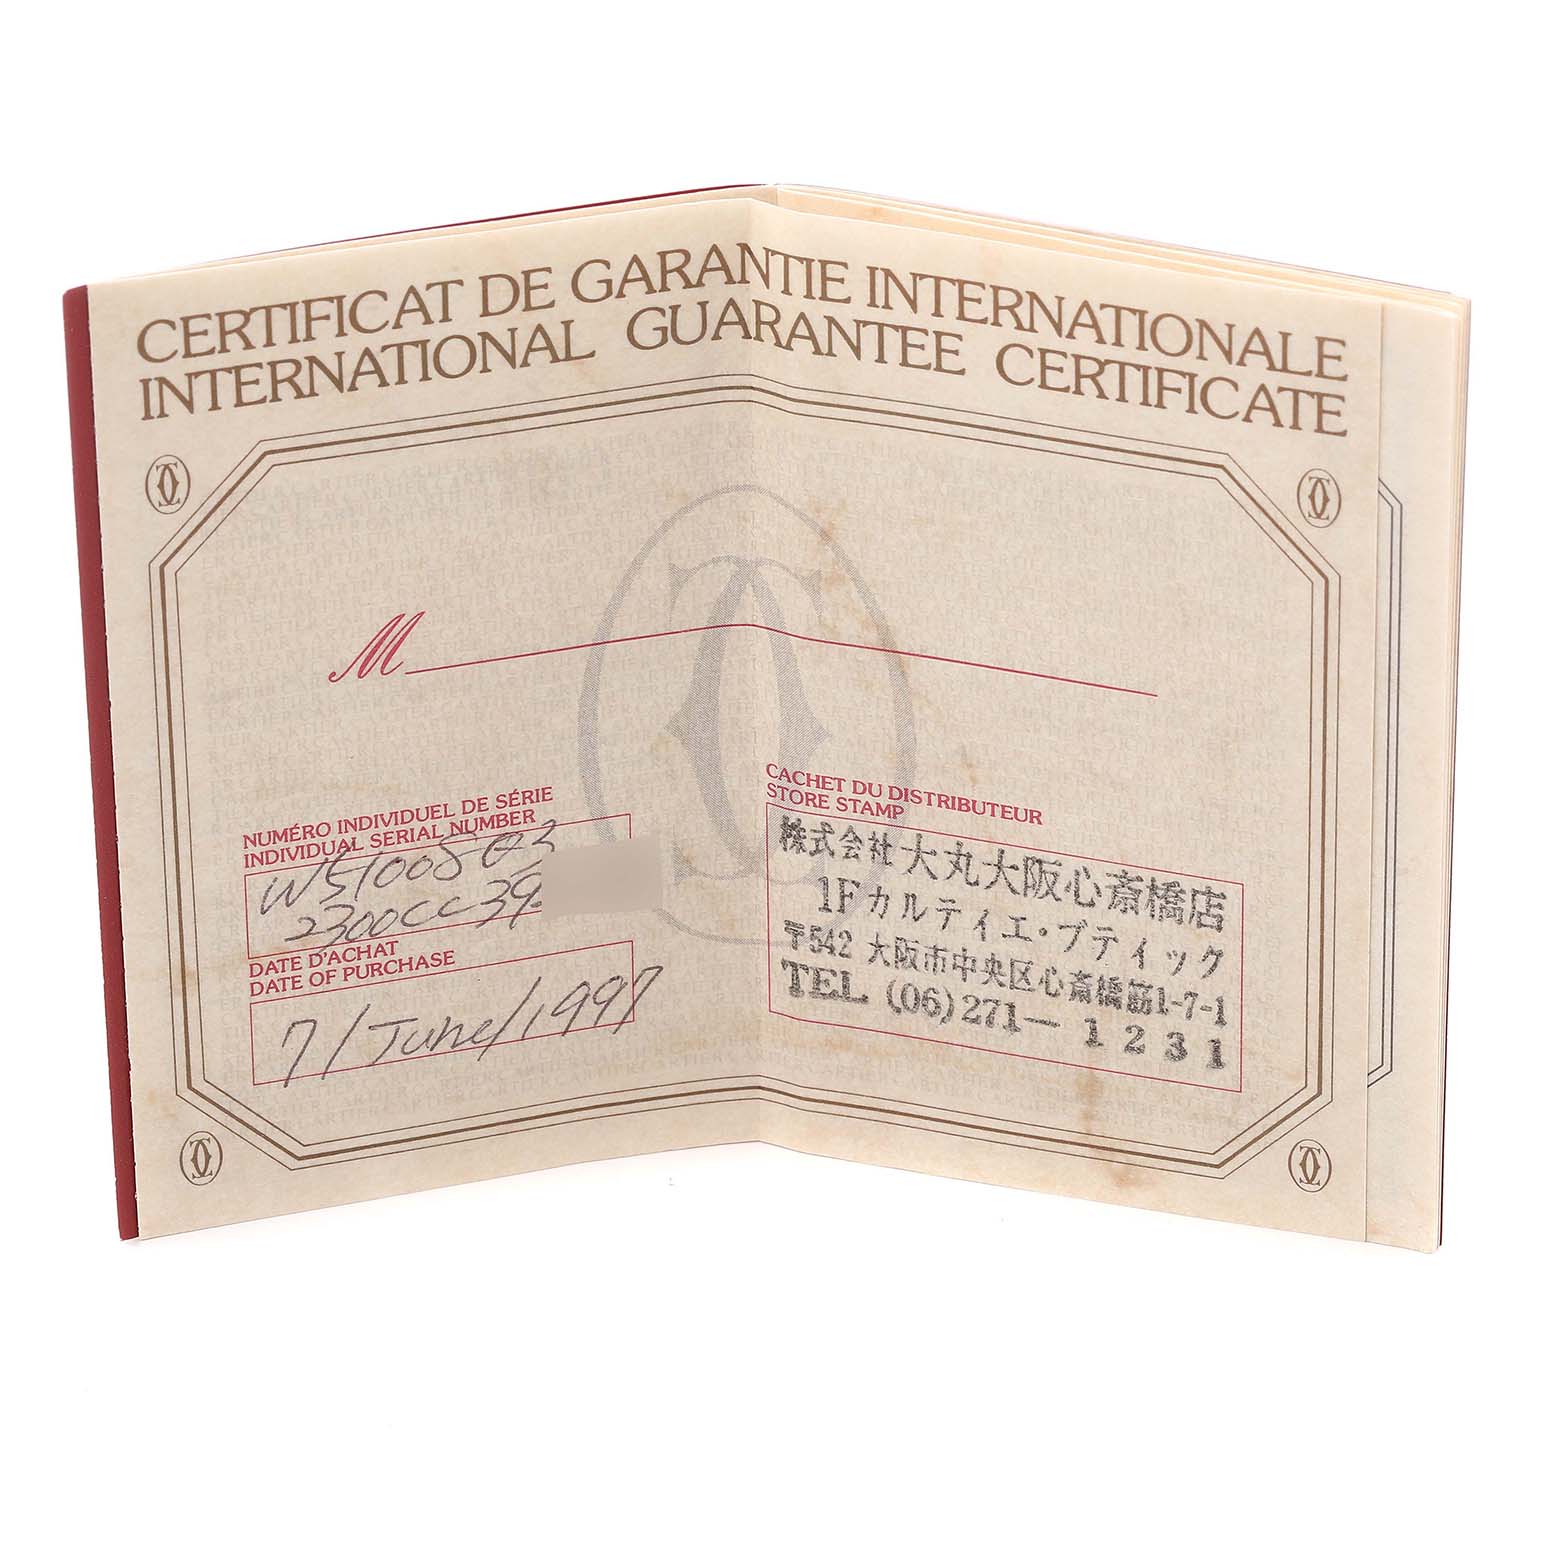 CERTIFICAT DE GARANTIE INTERNATIONALE
INTERNATIONAL GUARANTEE CERTIFICATE
M
NUMÉRO INDIVIDUEL DE SÉRIE
INDIVIDUAL SERIAL NUMBER
W51008Q3
2300CC39
DATE D'ACHAT
DATE OF PURCHASE
7/June/1997
CACHET DU DISTRIBUTEUR
STORE STAMP
株式会社大丸大阪心斎橋店
1Fカルティエ・ブティック
〒542 大阪市中央区心斎橋筋1-7-1
TEL (06)271-1231